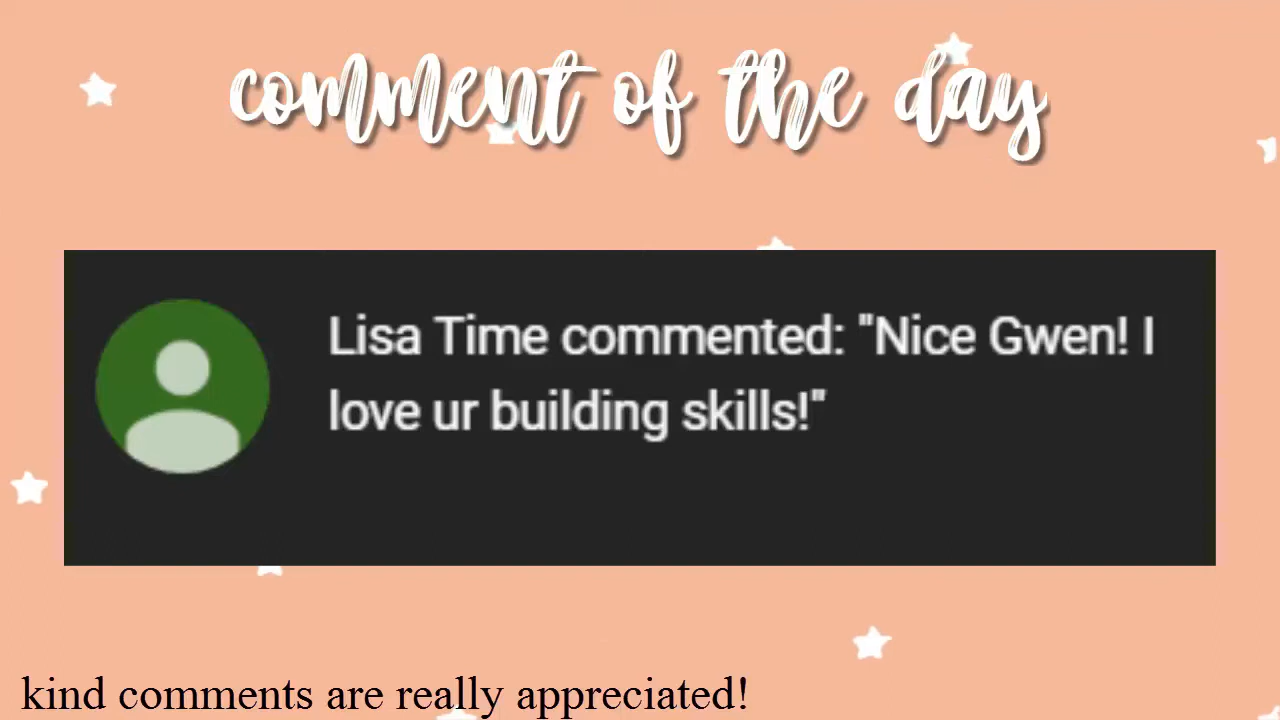 comment of the day
Lisa Time commented: "Nice Gwen! I
love ur building skills!"
kind comments are really appreciated!